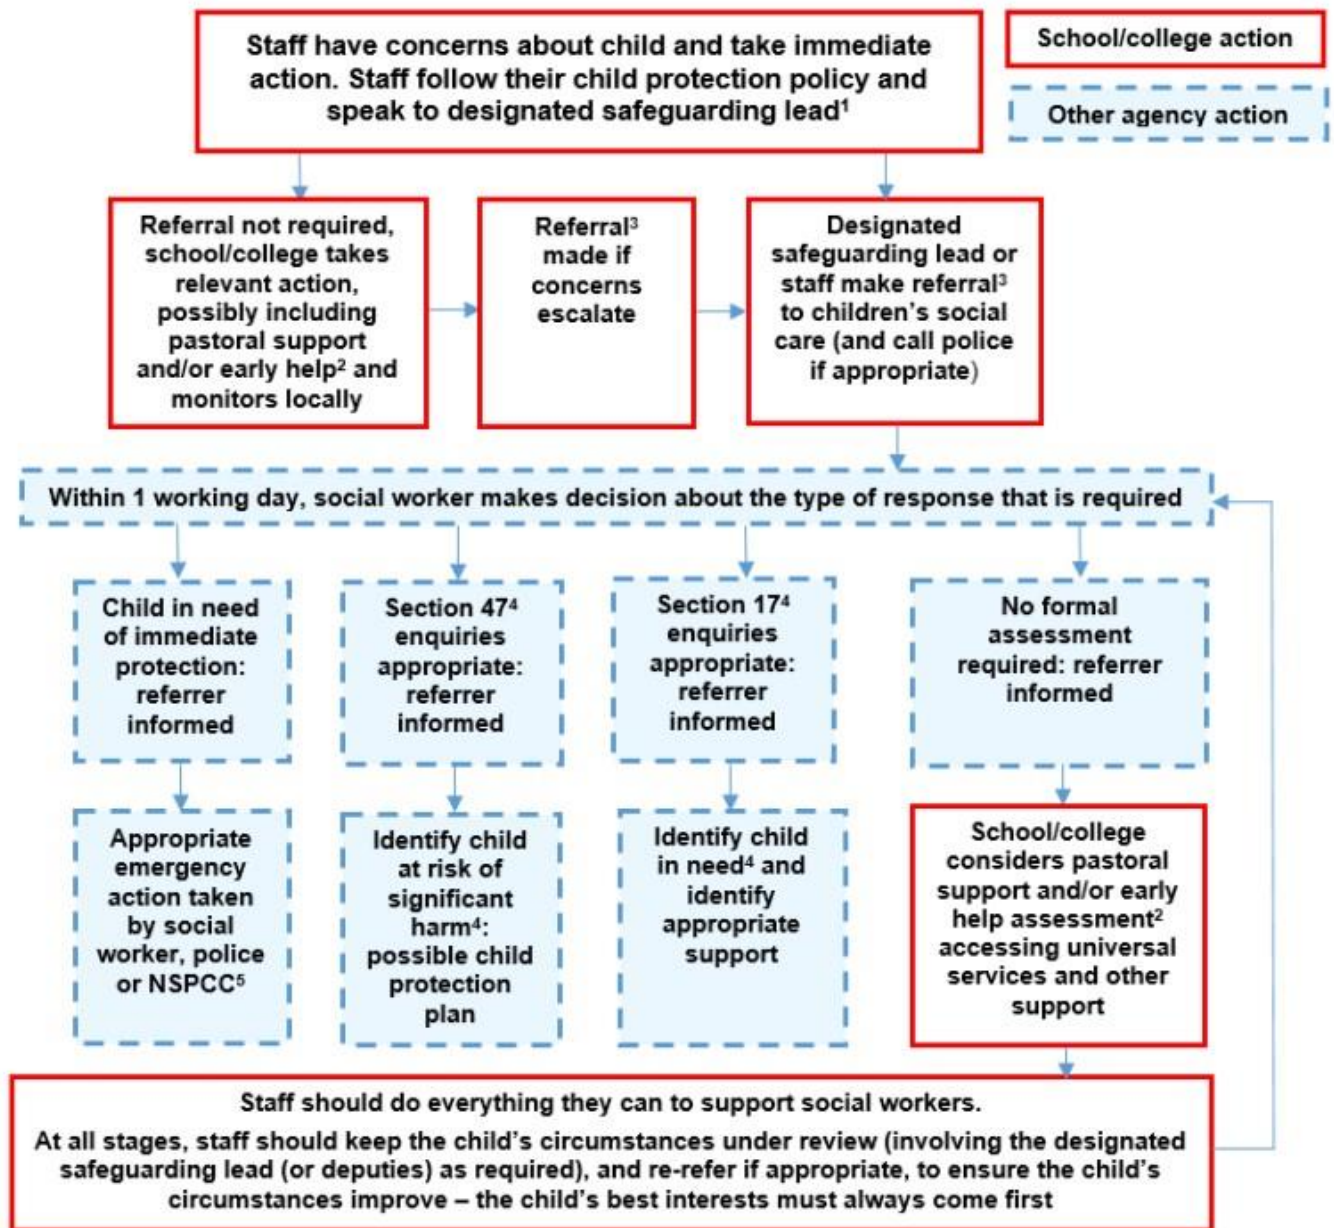 Staff have concerns about child and take immediate
action. Staff follow their child protection policy and
speak to designated safeguarding lead¹
School/college action
Other agency action
Referral not required,
school/college takes
relevant action,
possibly including
pastoral support
and/or early help² and
monitors locally
Referral³
made if
concerns
escalate
Designated
safeguarding lead or
staff make referral³
to children's social
care (and call police
if appropriate)
Within 1 working day, social worker makes decision about the type of response that is required
Child in need
of immediate
protection:
referrer
informed
Section 47⁴
enquiries
appropriate:
referrer
informed
Section 17⁴
enquiries
appropriate:
referrer
informed
No formal
assessment
required: referrer
informed
Appropriate
emergency
action taken
by social
worker, police
or NSPCC⁵
Identify child
at risk of
significant
harm⁴:
possible child
protection
plan
Identify child
in need⁴ and
identify
appropriate
support
School/college
considers pastoral
support and/or early
help assessment²
accessing universal
services and other
support
Staff should do everything they can to support social workers.
At all stages, staff should keep the child's circumstances under review (involving the designated
safeguarding lead (or deputies) as required), and re-refer if appropriate, to ensure the child's
circumstances improve – the child's best interests must always come first